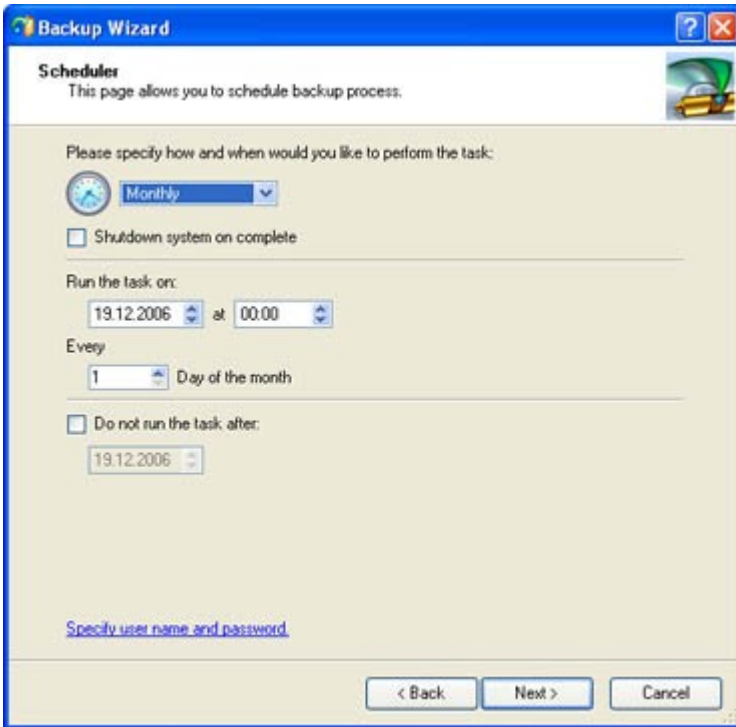 Backup Wizard
Scheduler
This page allows you to schedule backup process.
Please specify how and when would you like to perform the task:
Monthly
Shutdown system on complete
Run the task on:
19.12.2006 at 00:00
Every
1 Day of the month
Do not run the task after:
19.12.2006
Specify user name and password.
< Back Next > Cancel